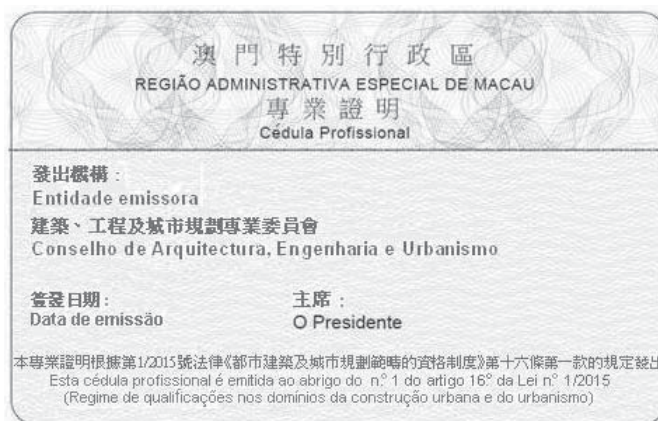 澳門特別行政區
REGIÃO ADMINISTRATIVA ESPECIAL DE MACAU
專業證明
Cédula Profissional
發出機構：
Entidade emissora
建築、工程及城市規劃專業委員會
Conselho de Arquitectura, Engenharia e Urbanismo
簽發日期：
Data de emissão
主席：
O Presidente
本專業證明根據第1/2015號法律《都市建築及城市規劃範疇的資格制度》第十六條第一款的規定發出
Esta cédula profissional é emitida ao abrigo do n.º 1 do artigo 16.º da Lei n.º 1/2015
(Regime de qualificações nos domínios da construção urbana e do urbanismo)